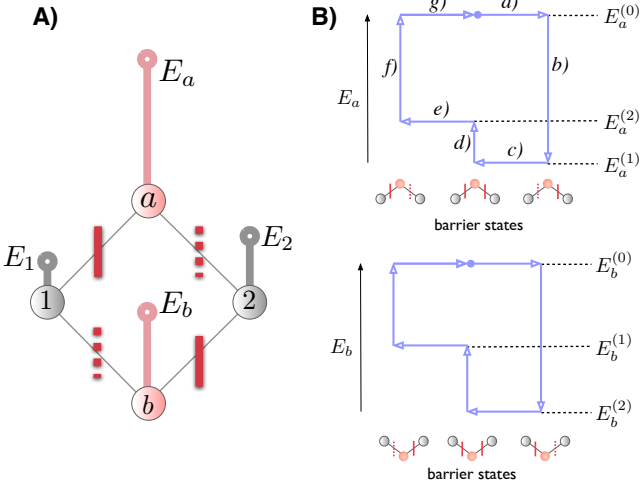 A)
E_a
a
E_1
E_2
1
2
E_b
b
B)
g)
a)
E_a^{(0)}
f)
b)
E_a
e)
E_a^{(2)}
d)
c)
E_a^{(1)}
barrier states
E_b^{(0)}
E_b
E_b^{(1)}
E_b^{(2)}
barrier states